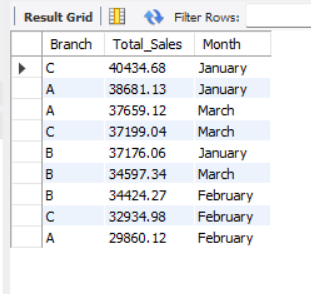 Result Grid Filter Rows:
Branch Total_Sales Month
C 40434.68 January
A 38681.13 January
A 37659.12 March
C 37199.04 March
B 37176.06 January
B 34597.34 March
B 34424.27 February
C 32934.98 February
A 29860.12 February